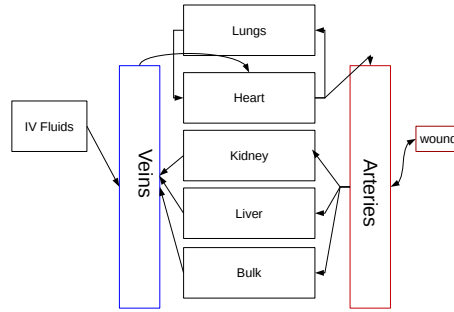 Lungs
Heart
IV Fluids
Veins
Kidney
Arteries
wound
Liver
Bulk